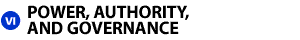 VI POWER, AUTHORITY,
AND GOVERNANCE